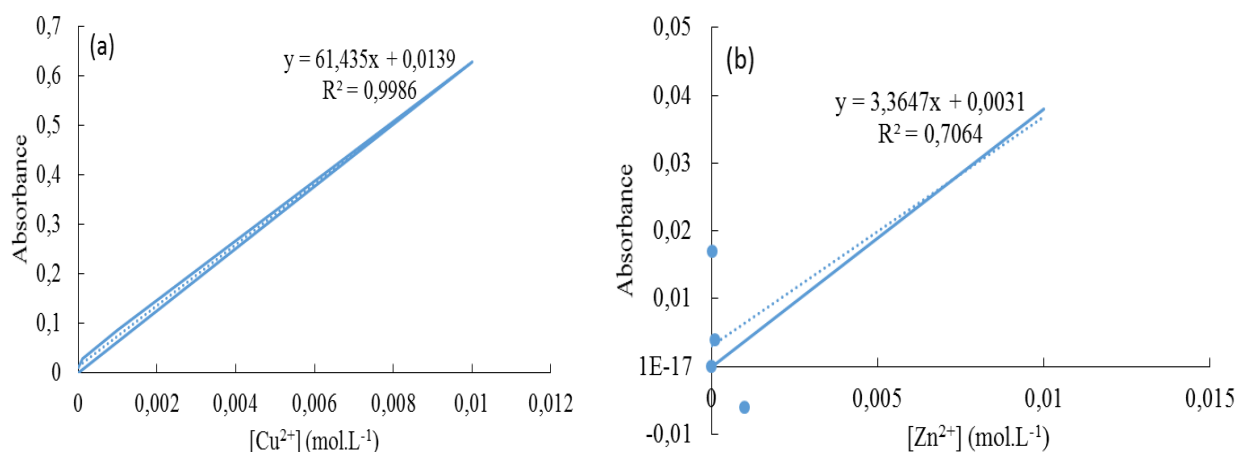 (a)
y = 61,435x + 0,0139
R² = 0,9986
Absorbance
0,7
0,6
0,5
0,4
0,3
0,2
0,1
0
0 0,002 0,004 0,006 0,008 0,01 0,012
[Cu²⁺] (mol.L⁻¹)
(b)
y = 3,3647x + 0,0031
R² = 0,7064
Absorbance
0,05
0,04
0,03
0,02
0,01
1E-17
-0,01
0 0,005 0,01 0,015
[Zn²⁺] (mol.L⁻¹)